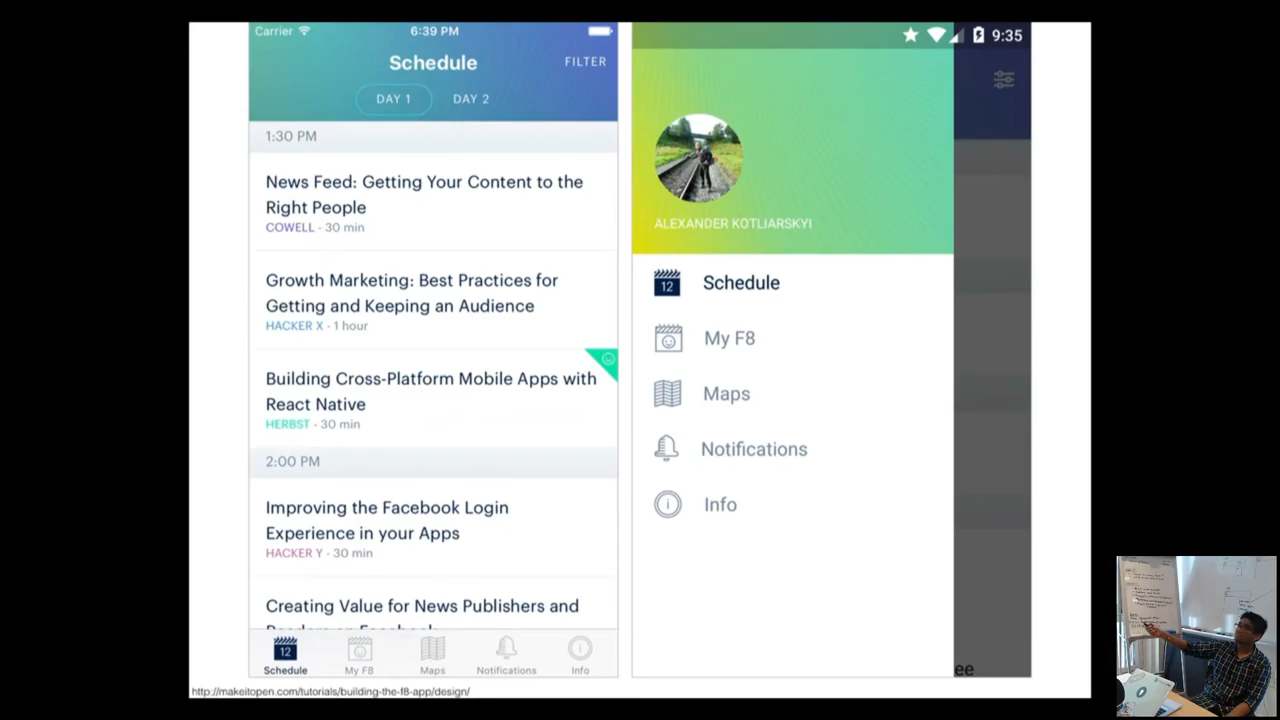 Carrier
6:39 PM
Schedule
FILTER
DAY 1
DAY 2
1:30 PM
News Feed: Getting Your Content to the
Right People
COWELL - 30 min
Growth Marketing: Best Practices for
Getting and Keeping an Audience
HACKER X - 1 hour
Building Cross-Platform Mobile Apps with
React Native
HERBST - 30 min
2:00 PM
Improving the Facebook Login
Experience in your Apps
HACKER Y - 30 min
Creating Value for News Publishers and
12
Schedule
My F8
Maps
Notifications
Info
9:35
ALEXANDER KOTLIARSKYI
12
Schedule
My F8
Maps
Notifications
Info
ee
http://makeitopen.com/tutorials/building-the-f8-app/design/